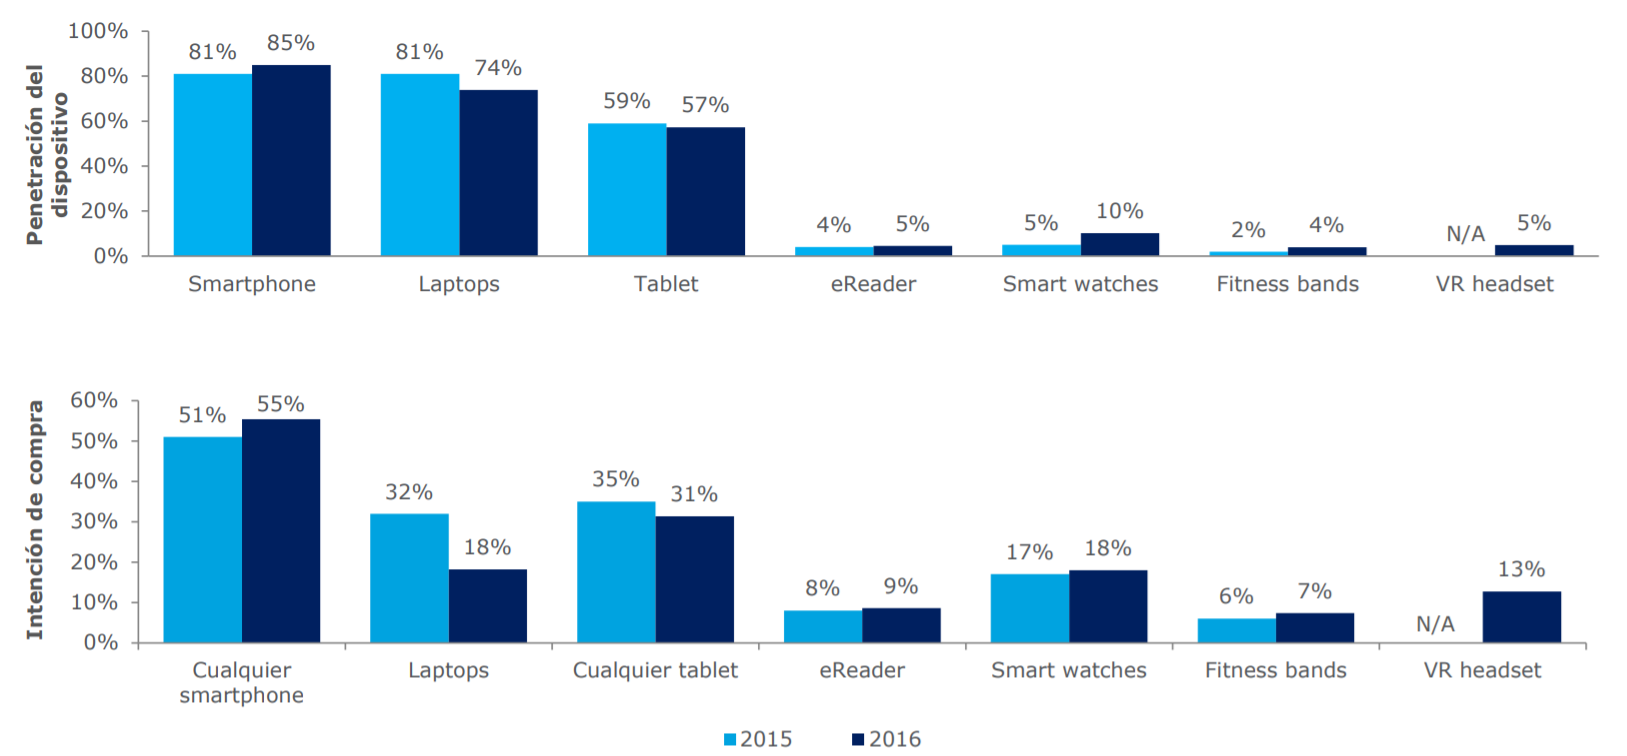 Penetración del
dispositivo
100%
80%
60%
40%
20%
0%
81%
85%
81%
74%
59%
57%
4%
5%
5%
10%
2%
4%
N/A
5%
Smartphone
Laptops
Tablet
eReader
Smart watches
Fitness bands
VR headset
Intención de compra
60%
50%
40%
30%
20%
10%
0%
51%
55%
32%
18%
35%
31%
8%
9%
17%
18%
6%
7%
N/A
13%
Cualquier
smartphone
Laptops
Cualquier tablet
eReader
Smart watches
Fitness bands
VR headset
2015
2016